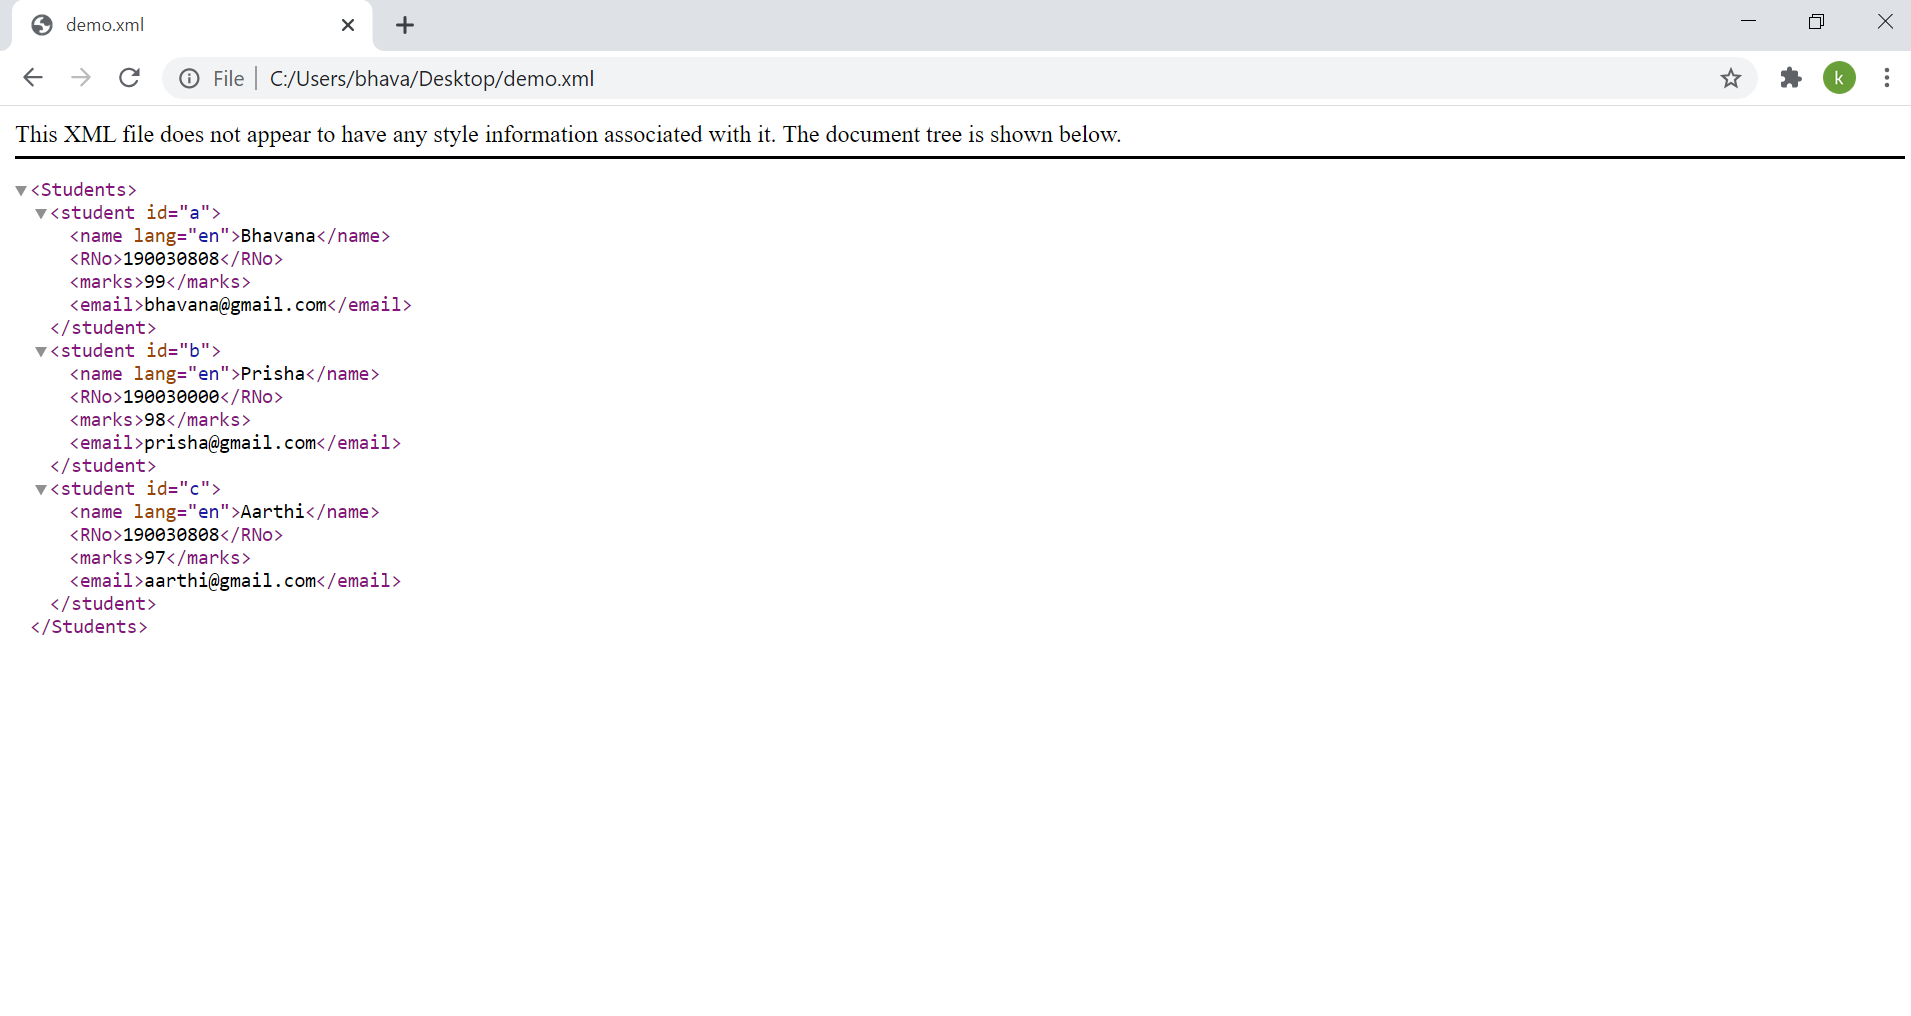 demo.xml
File | C:/Users/bhava/Desktop/demo.xml
k
This XML file does not appear to have any style information associated with it. The document tree is shown below.
<Students>
<student id="a">
<name lang="en">Bhavana</name>
<RNo>190030808</RNo>
<marks>99</marks>
<email>bhavana@gmail.com</email>
</student>
<student id="b">
<name lang="en">Prisha</name>
<RNo>190030000</RNo>
<marks>98</marks>
<email>prisha@gmail.com</email>
</student>
<student id="c">
<name lang="en">Aarthi</name>
<RNo>190030808</RNo>
<marks>97</marks>
<email>aarthi@gmail.com</email>
</student>
</Students>